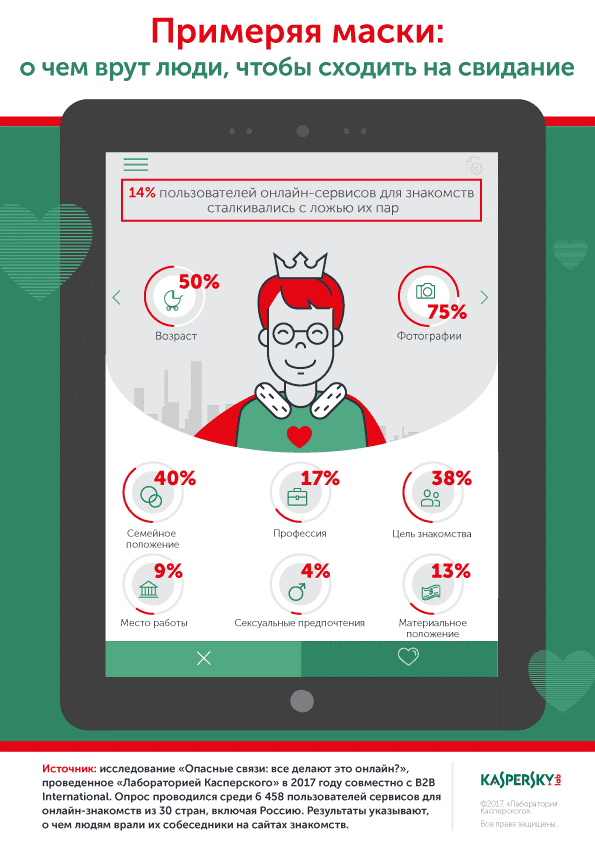 Примеряя маски:
о чем врут люди, чтобы сходить на свидание
14% пользователей онлайн-сервисов для знакомств
сталкивались с ложью их пар
50%
Возраст
75%
Фотографии
40%
Семейное
положение
17%
Профессия
38%
Цель знакомства
9%
Место работы
4%
Сексуальные предпочтения
13%
Материальное
положение
Источник: исследование «Опасные связи: все делают это онлайн?»,
проведенное «Лабораторией Касперского» в 2017 году совместно с B2B
International. Опрос проводился среди 6 458 пользователей сервисов для
онлайн-знакомств из 30 стран, включая Россию. Результаты указывают,
о чем людям врали их собеседники на сайтах знакомств.
KASPERSKY lab
©2017. «Лаборатория
Касперского».
Все права защищены.